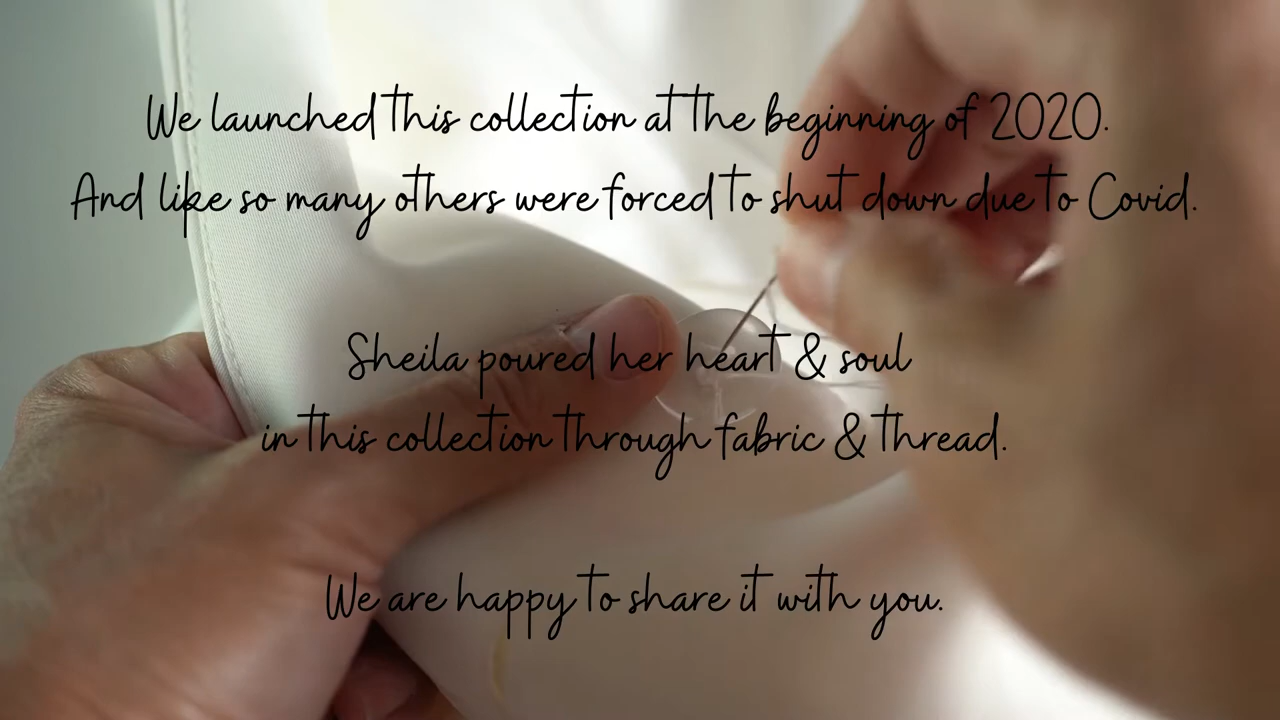 We launched this collection at the beginning of 2020.
And like so many others were forced to shut down due to Covid.
Sheila poured her heart & soul
in this collection through fabric & thread.
We are happy to share it with you.